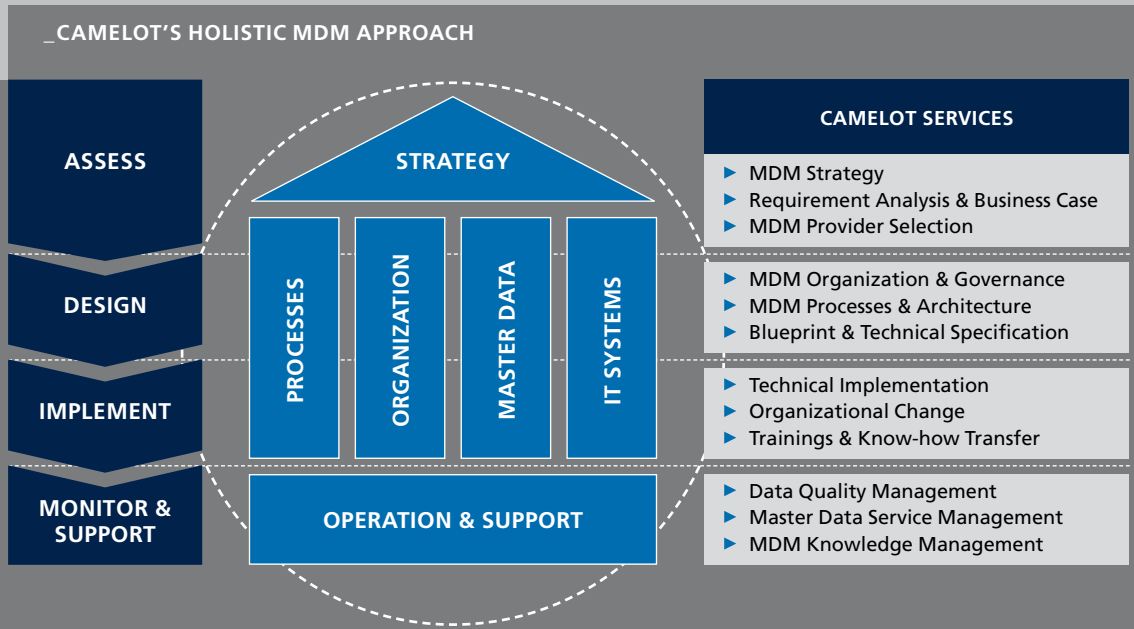 _CAMELOT'S HOLISTIC MDM APPROACH
ASSESS
DESIGN
IMPLEMENT
MONITOR &
SUPPORT
STRATEGY
PROCESSES
ORGANIZATION
MASTER DATA
IT SYSTEMS
OPERATION & SUPPORT
CAMELOT SERVICES
► MDM Strategy
► Requirement Analysis & Business Case
► MDM Provider Selection
► MDM Organization & Governance
► MDM Processes & Architecture
► Blueprint & Technical Specification
► Technical Implementation
► Organizational Change
► Trainings & Know-how Transfer
► Data Quality Management
► Master Data Service Management
► MDM Knowledge Management